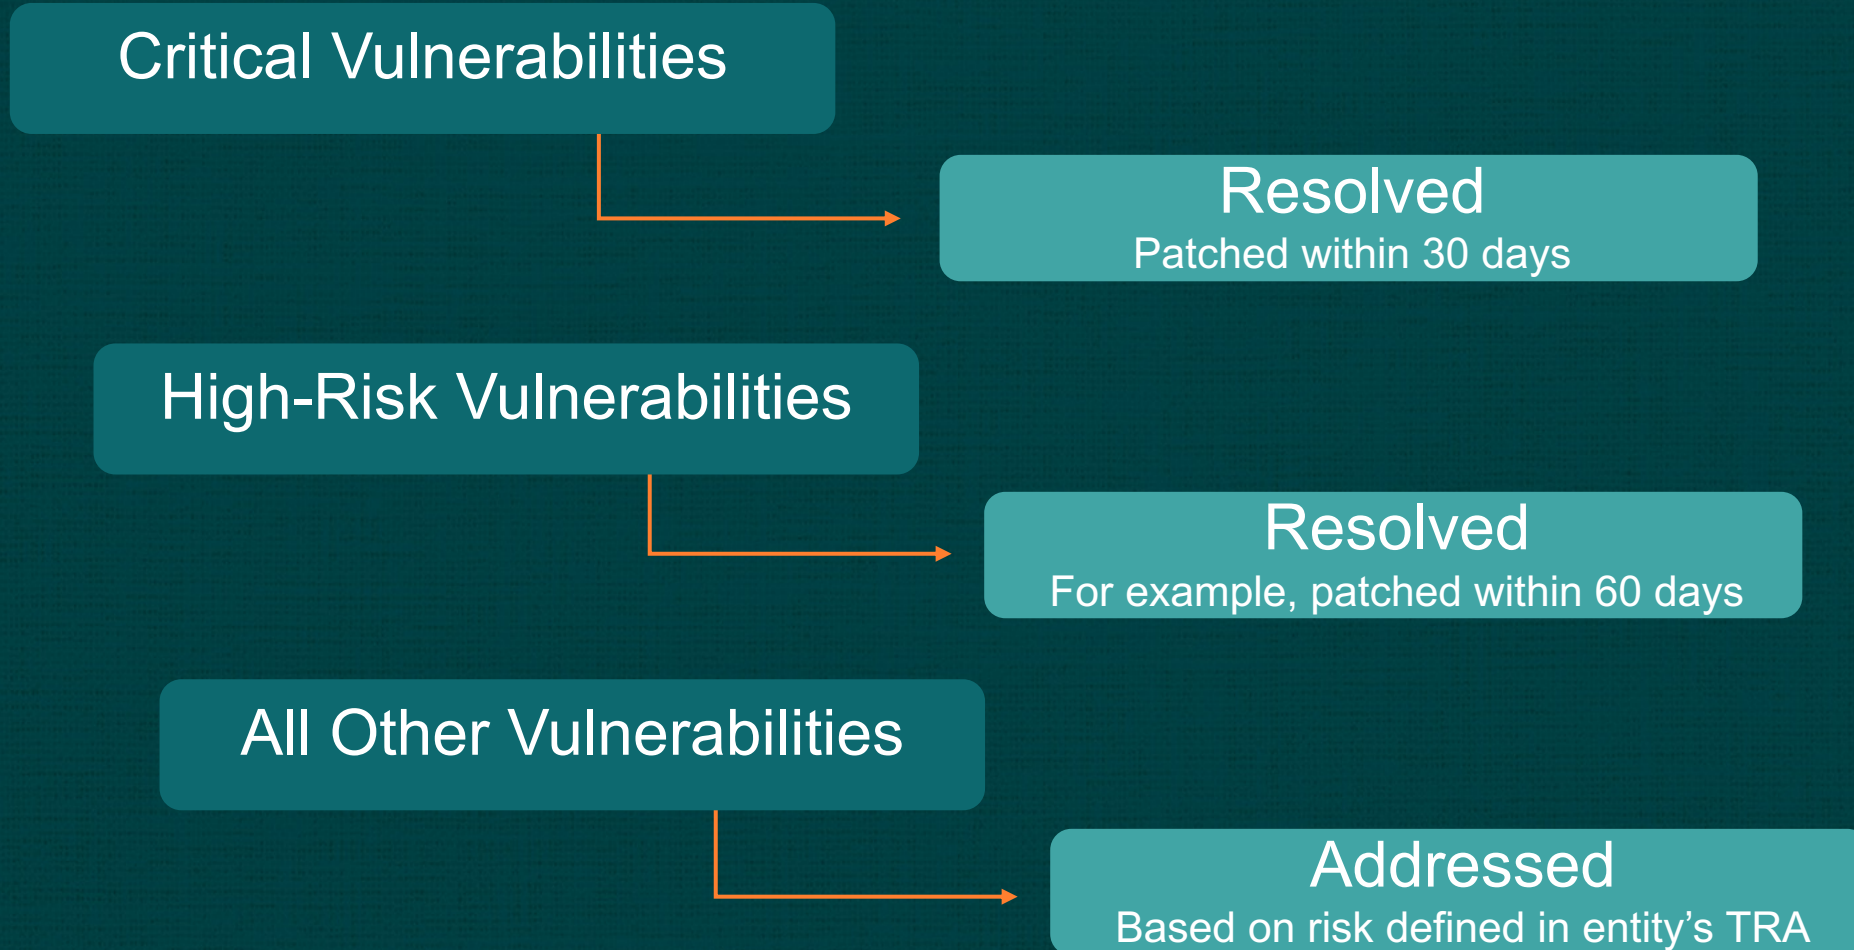 Critical Vulnerabilities
Resolved
Patched within 30 days
High-Risk Vulnerabilities
Resolved
For example, patched within 60 days
All Other Vulnerabilities
Addressed
Based on risk defined in entity’s TRA